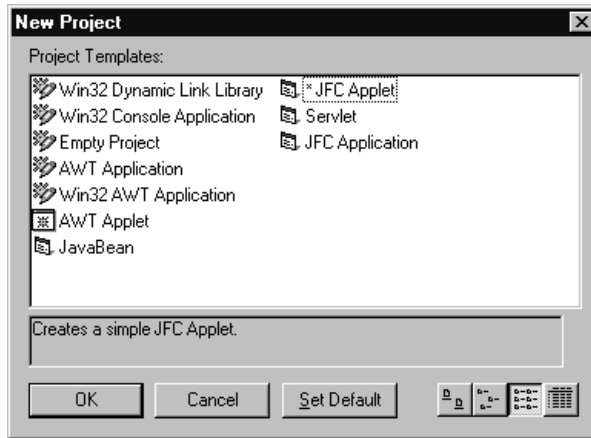 New Project
Project Templates:
Win32 Dynamic Link Library
Win32 Console Application
Empty Project
AWT Application
Win32 AWT Application
AWT Applet
JavaBean
* JFC Applet
Servlet
JFC Application
Creates a simple JFC Applet.
OK Cancel Set Default